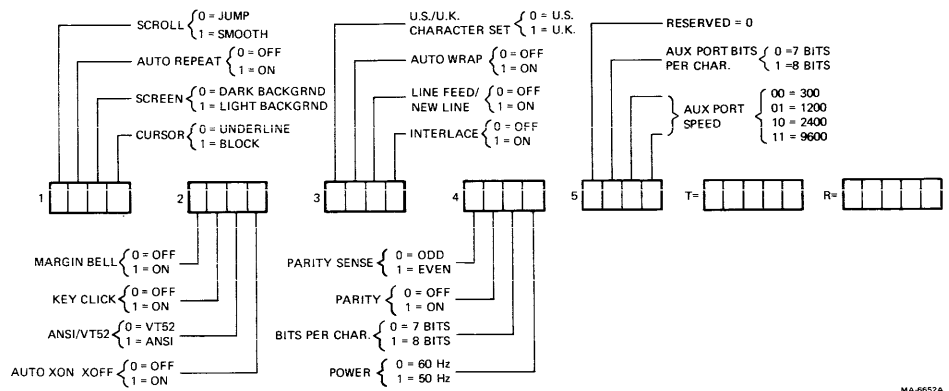 SCROLL { 0 = JUMP
1 = SMOOTH
AUTO REPEAT { 0 = OFF
1 = ON
SCREEN { 0 = DARK BACKGRND
1 = LIGHT BACKGRND
CURSOR { 0 = UNDERLINE
1 = BLOCK
U.S./U.K.
CHARACTER SET { 0 = U.S.
1 = U.K.
AUTO WRAP { 0 = OFF
1 = ON
LINE FEED/
NEW LINE { 0 = OFF
1 = ON
INTERLACE { 0 = OFF
1 = ON
RESERVED = 0
AUX PORT BITS
PER CHAR. { 0 =7 BITS
1 =8 BITS
AUX PORT
SPEED
00 = 300
01 = 1200
10 = 2400
11 = 9600
1
2
3
4
5
T=
R=
MARGIN BELL { 0 = OFF
1 = ON
KEY CLICK { 0 = OFF
1 = ON
ANSI/VT52 { 0 = VT52
1 = ANSI
AUTO XON XOFF { 0 = OFF
1 = ON
PARITY SENSE { 0 = ODD
1 = EVEN
PARITY { 0 = OFF
1 = ON
BITS PER CHAR. { 0 = 7 BITS
1 = 8 BITS
POWER { 0 = 60 Hz
1 = 50 Hz
MA-6652A